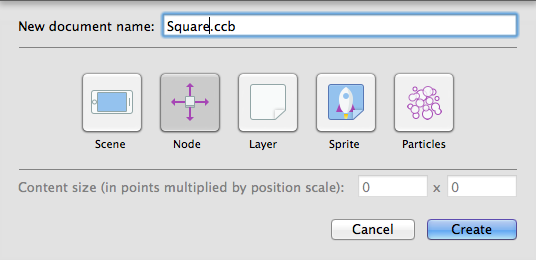 New document name: Square.ccb
Scene Node Layer Sprite Particles
Content size (in points multiplied by position scale): 0 x 0
Cancel Create